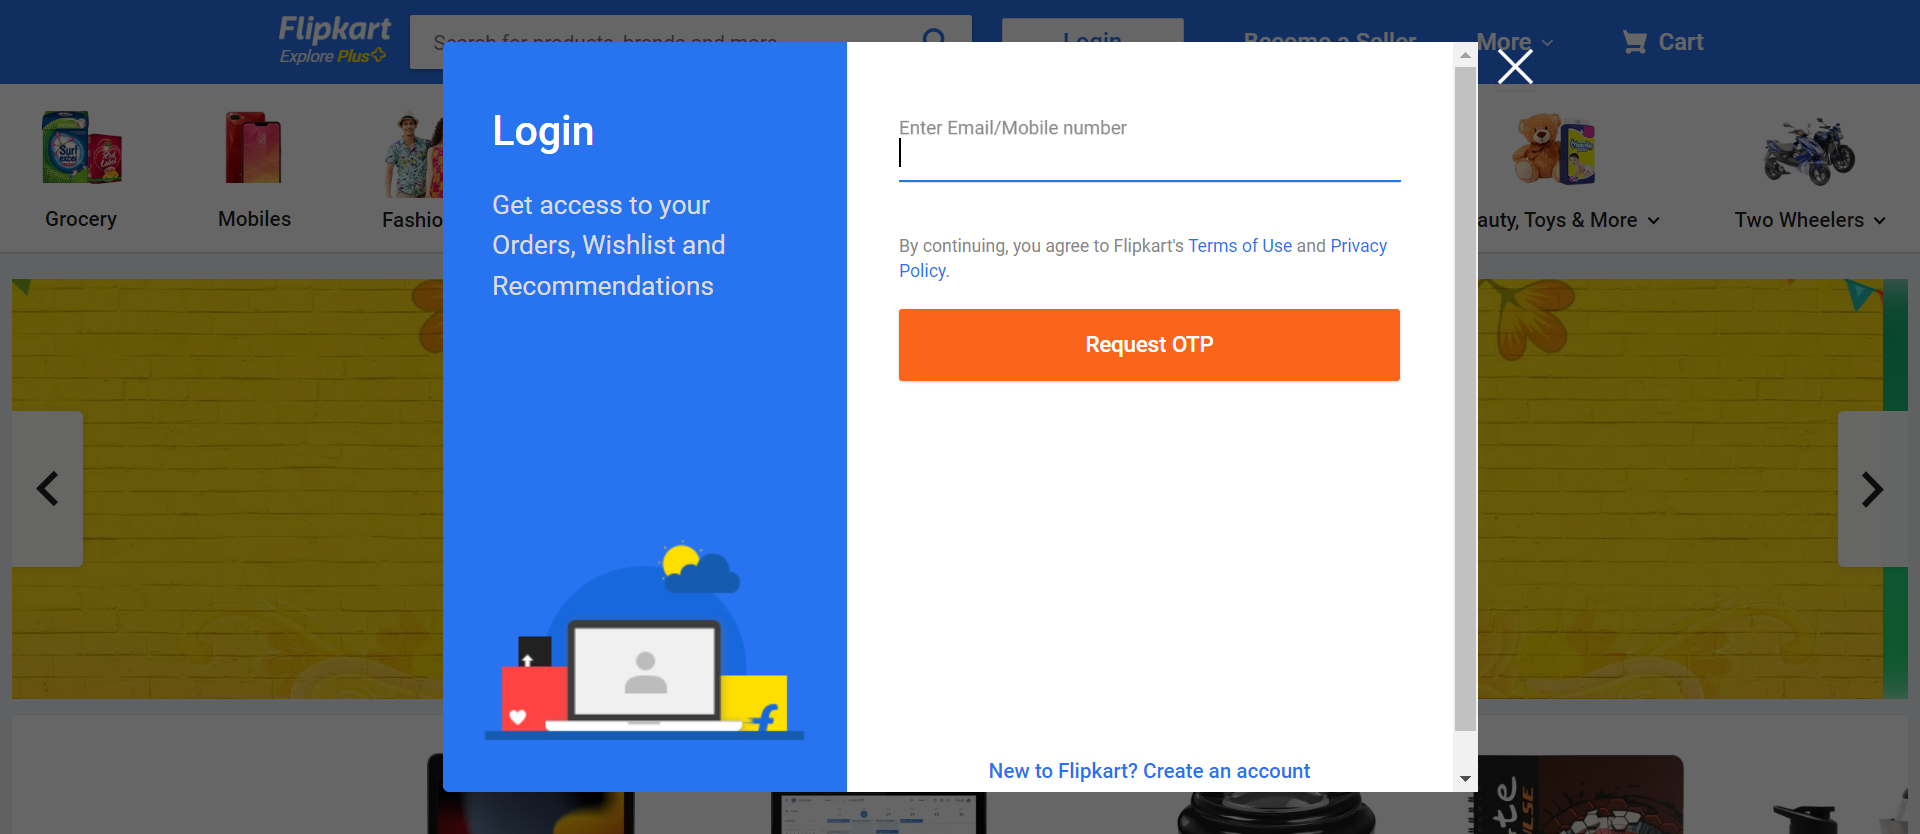 Flipkart
Explore Plus
Search for products, brands and more
Login
Become a Seller
More
Cart
Grocery
Mobiles
Fashio
auty, Toys & More
Two Wheelers
Login
Get access to your
Orders, Wishlist and
Recommendations
Enter Email/Mobile number
By continuing, you agree to Flipkart's Terms of Use and Privacy
Policy.
Request OTP
New to Flipkart? Create an account
Surf
excel